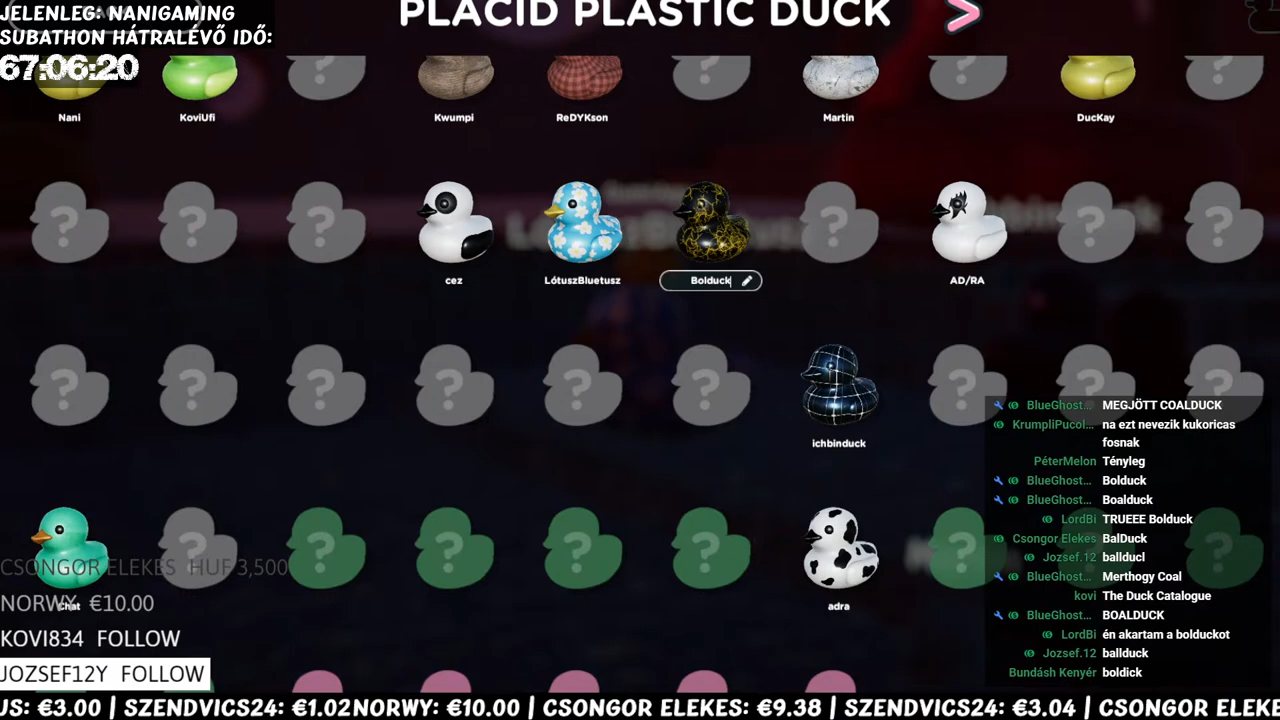 JELENLEG: NANIGAMING
SUBATHON HÁTRALÉVŐ IDŐ:
67:06:20
PLACID PLASTIC DUCK
Nani
KoviUfi
Kwumpi
ReDYKson
Martin
DucKay
cez
LótuszBluetusz
Bolduck
AD/RA
ichbinduck
Chat
adra
CSONGOR ELEKES HUF 3,500
NORWY €10.00
KOVI834 FOLLOW
JOZSEF12Y FOLLOW
BlueGhost... MEGJÖTT COALDUCK
KrumpliPucol... na ezt nevezik kukoricas
fosnak
PéterMelon Tényleg
BlueGhost... Bolduck
BlueGhost... Boalduck
LordBi TRUEEE Bolduck
Csongor Elekes BalDuck
Jozsef.12 ballducl
BlueGhost... Merthogy Coal
kovi The Duck Catalogue
BlueGhost... BOALDUCK
LordBi én akartam a bolduckot
Jozsef.12 ballduck
Bundásh Kenyér boldick
US: €3.00 | SZENDVICS24: €1.02NORWY: €10.00 | CSONGOR ELEKES: €9.38 | SZENDVICS24: €3.04 | CSONGOR ELEKE